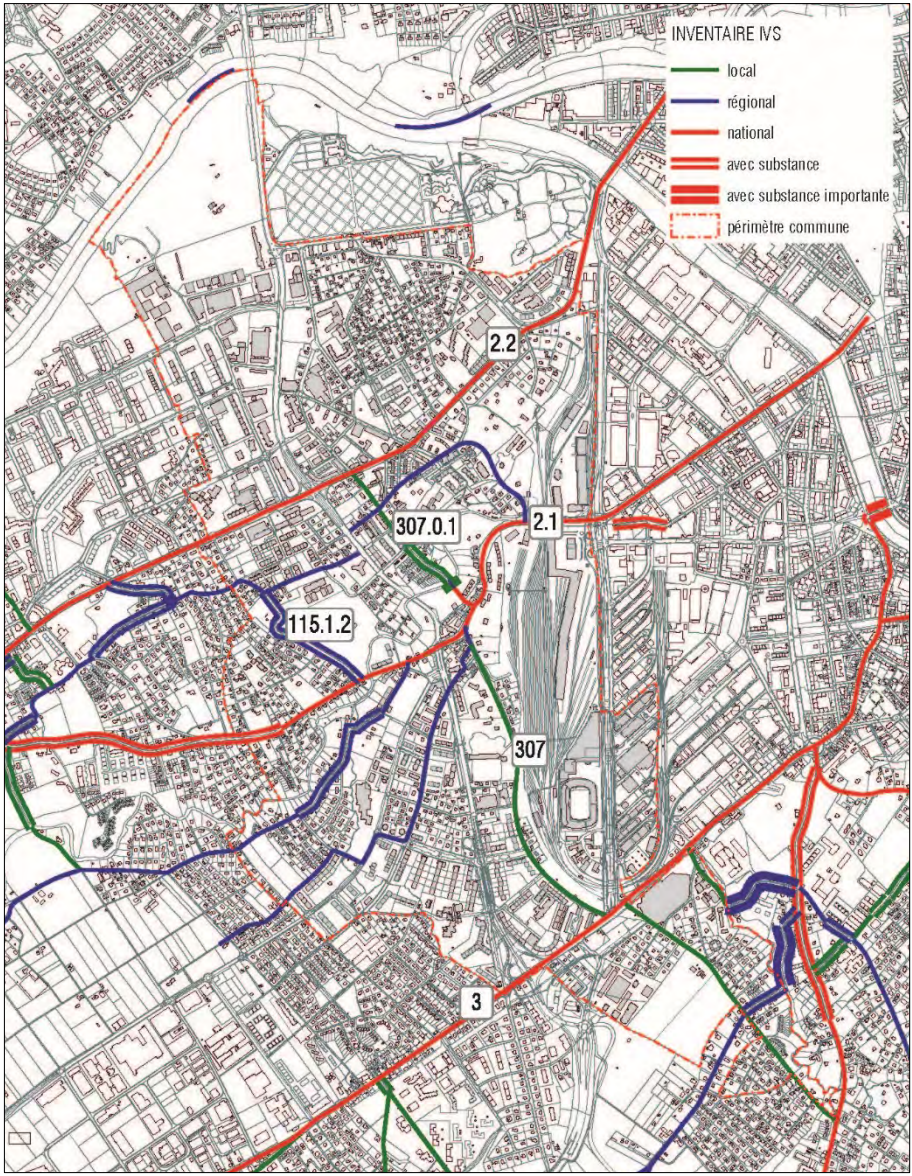 INVENTAIRE IVS
local
régional
national
avec substance
avec substance importante
périmètre commune
2.2
2.1
307.0.1
115.1.2
307
3